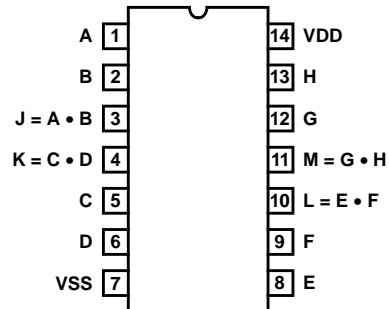 A 1 14 VDD
B 2 13 H
J = A • B 3 12 G
K = C • D 4 11 M = G • H
C 5 10 L = E • F
D 6 9 F
VSS 7 8 E